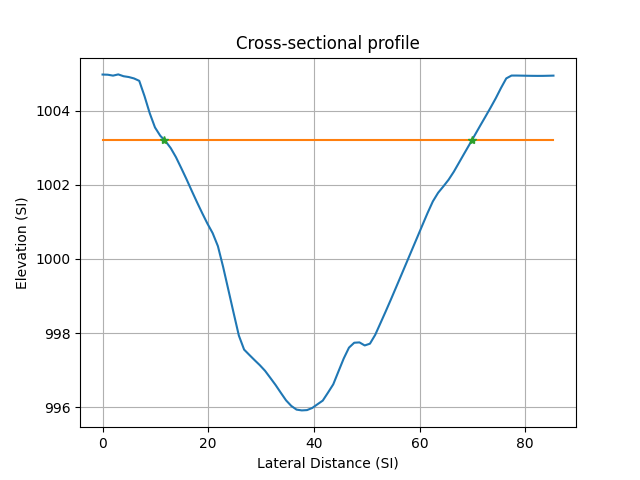 Cross-sectional profile
1004
1002
1000
998
996
0 20 40 60 80
Elevation (SI)
Lateral Distance (SI)